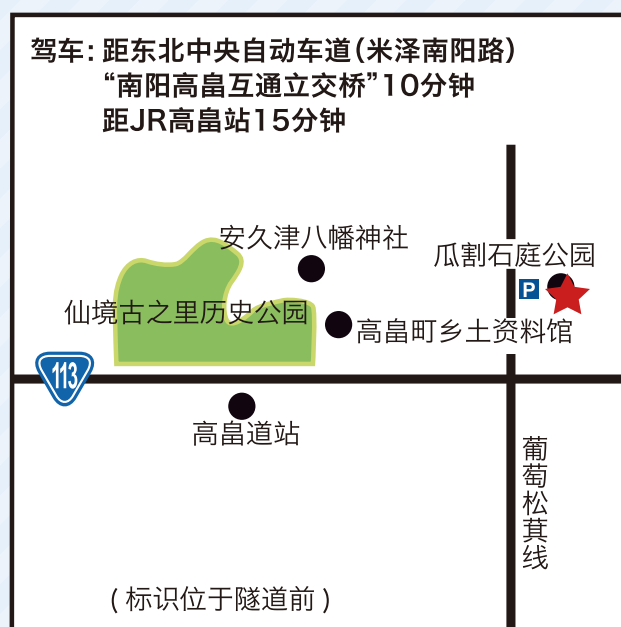 驾车：距东北中央自动车道（米泽南阳路）
“南阳高畠互通立交桥”10分钟
距JR高畠站15分钟
安久津八幡神社
瓜割石庭公园
P
仙境古之里历史公园
高畠町乡土资料馆
113
高畠道站
葡萄松萁线
（标识位于隧道前）